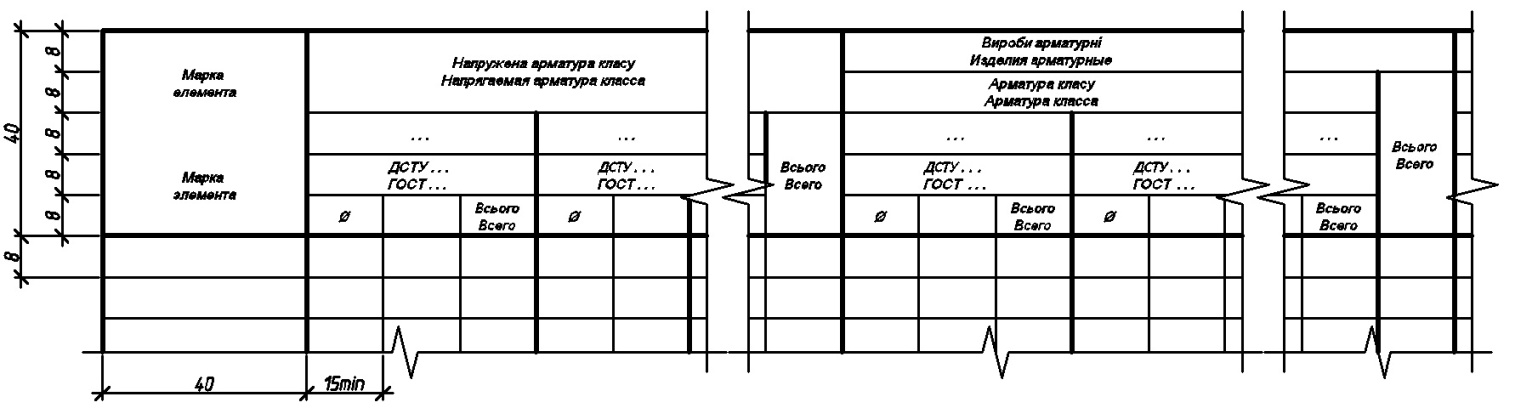 Марка
елемента
Марка
элемента
Напружена арматура класу
Напрягаемая арматура класса
...
...
ДСТУ...
ГОСТ...
ДСТУ...
ГОСТ...
Ø
Всього
Всего
Ø
Всього
Всего
Вироби арматурні
Изделия арматурные
Арматура класу
Арматура класса
...
...
ДСТУ...
ГОСТ...
ДСТУ...
ГОСТ...
Ø
Всього
Всего
Ø
...
Всього
Всего
Всього
Всего
40
8
8
8
8
8
8
40
15min